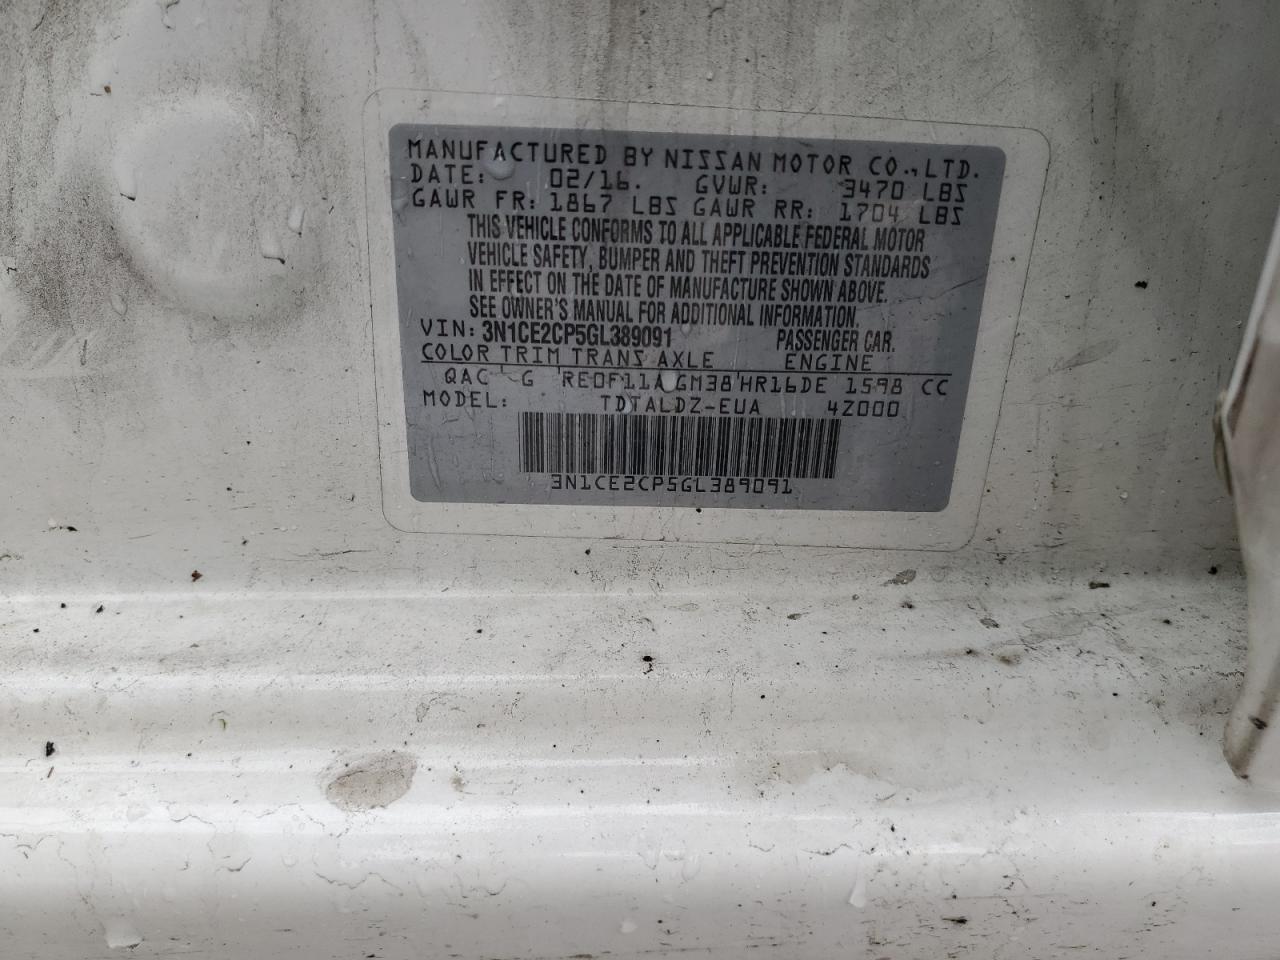 MANUFACTURED BY NISSAN MOTOR CO.,LTD.
DATE: 02/16. GVWR: 3470 LBS
GAWR FR: 1867 LBS GAWR RR: 1704 LBS
THIS VEHICLE CONFORMS TO ALL APPLICABLE FEDERAL MOTOR
VEHICLE SAFETY, BUMPER AND THEFT PREVENTION STANDARDS
IN EFFECT ON THE DATE OF MANUFACTURE SHOWN ABOVE.
SEE OWNER'S MANUAL FOR ADDITIONAL INFORMATION.
VIN: 3N1CE2CP5GL389091 PASSENGER CAR.
COLOR TRIM TRANS AXLE ENGINE
QAC G RE0F11A GM38 HR16DE 1598 CC
MODEL: TDTALDZ-EUA 4Z000
3N1CE2CP5GL389091